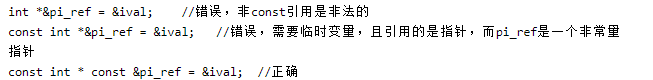 int *&pi_ref = &ival;    //错误，非const引用是非法的
const int *&pi_ref = &ival;   //错误，需要临时变量，且引用的是指针，而pi_ref是一个非常量
指针
const int * const &pi_ref = &ival;  //正确